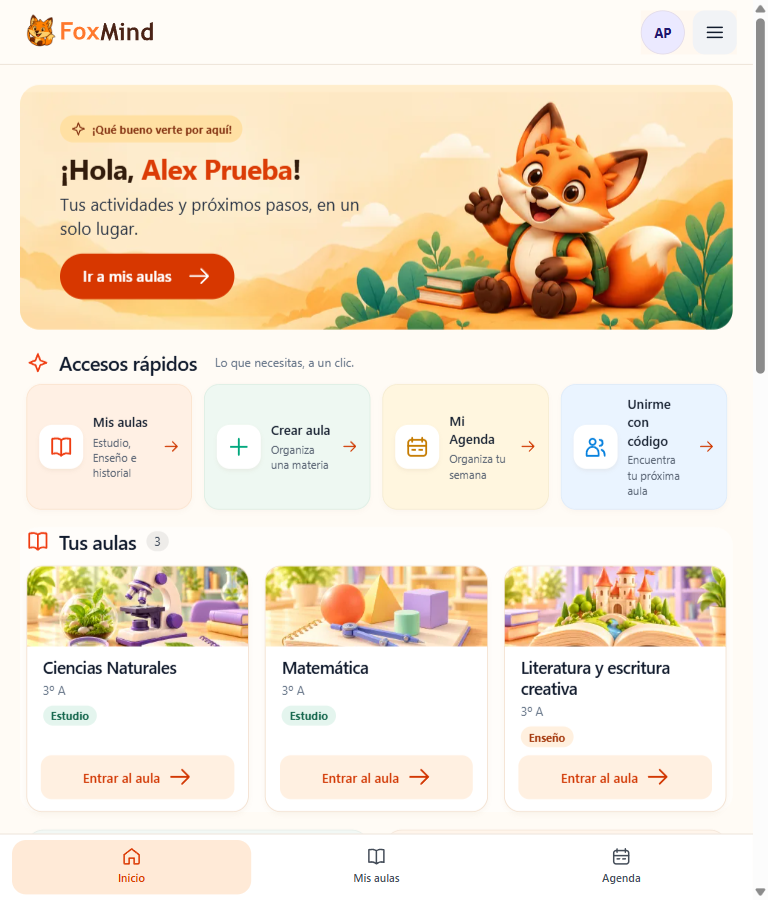 FoxMind
AP
¡Qué bueno verte por aquí!
¡Hola, Alex Prueba!
Tus actividades y próximos pasos, en un
solo lugar.
Ir a mis aulas
Accesos rápidos
Lo que necesitas, a un clic.
Mis aulas
Estudio,
Enseño e
historial
Crear aula
Organiza
una materia
Mi
Agenda
Organiza tu
semana
Unirme
con
código
Encuentra
tu próxima
aula
Tus aulas
3
Ciencias Naturales
3º A
Estudio
Entrar al aula
Matemática
3º A
Estudio
Entrar al aula
Literatura y escritura
creativa
3º A
Enseño
Entrar al aula
Inicio
Mis aulas
Agenda